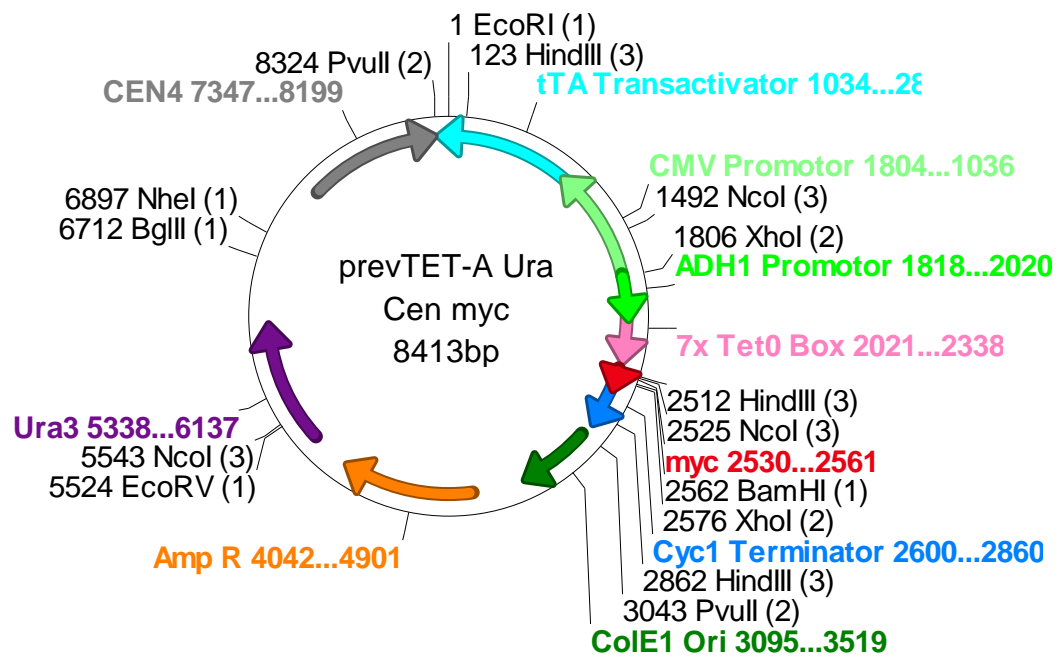 1 EcoRI (1)
123 HindIII (3)
8324 PvuII (2)
tTA Transactivator 1034...28
CEN4 7347...8199
CMV Promotor 1804...1036
1492 NcoI (3)
6897 NheI (1)
6712 BglII (1)
1806 XhoI (2)
ADH1 Promotor 1818...2020
prevTET-A Ura
Cen myc
8413bp
7x Tet0 Box 2021...2338
2512 HindIII (3)
2525 NcoI (3)
myc 2530...2561
2562 BamHI (1)
2576 XhoI (2)
Cyc1 Terminator 2600...2860
2862 HindIII (3)
3043 PvuII (2)
ColE1 Ori 3095...3519
Ura3 5338...6137
5543 NcoI (3)
5524 EcoRV (1)
Amp R 4042...4901